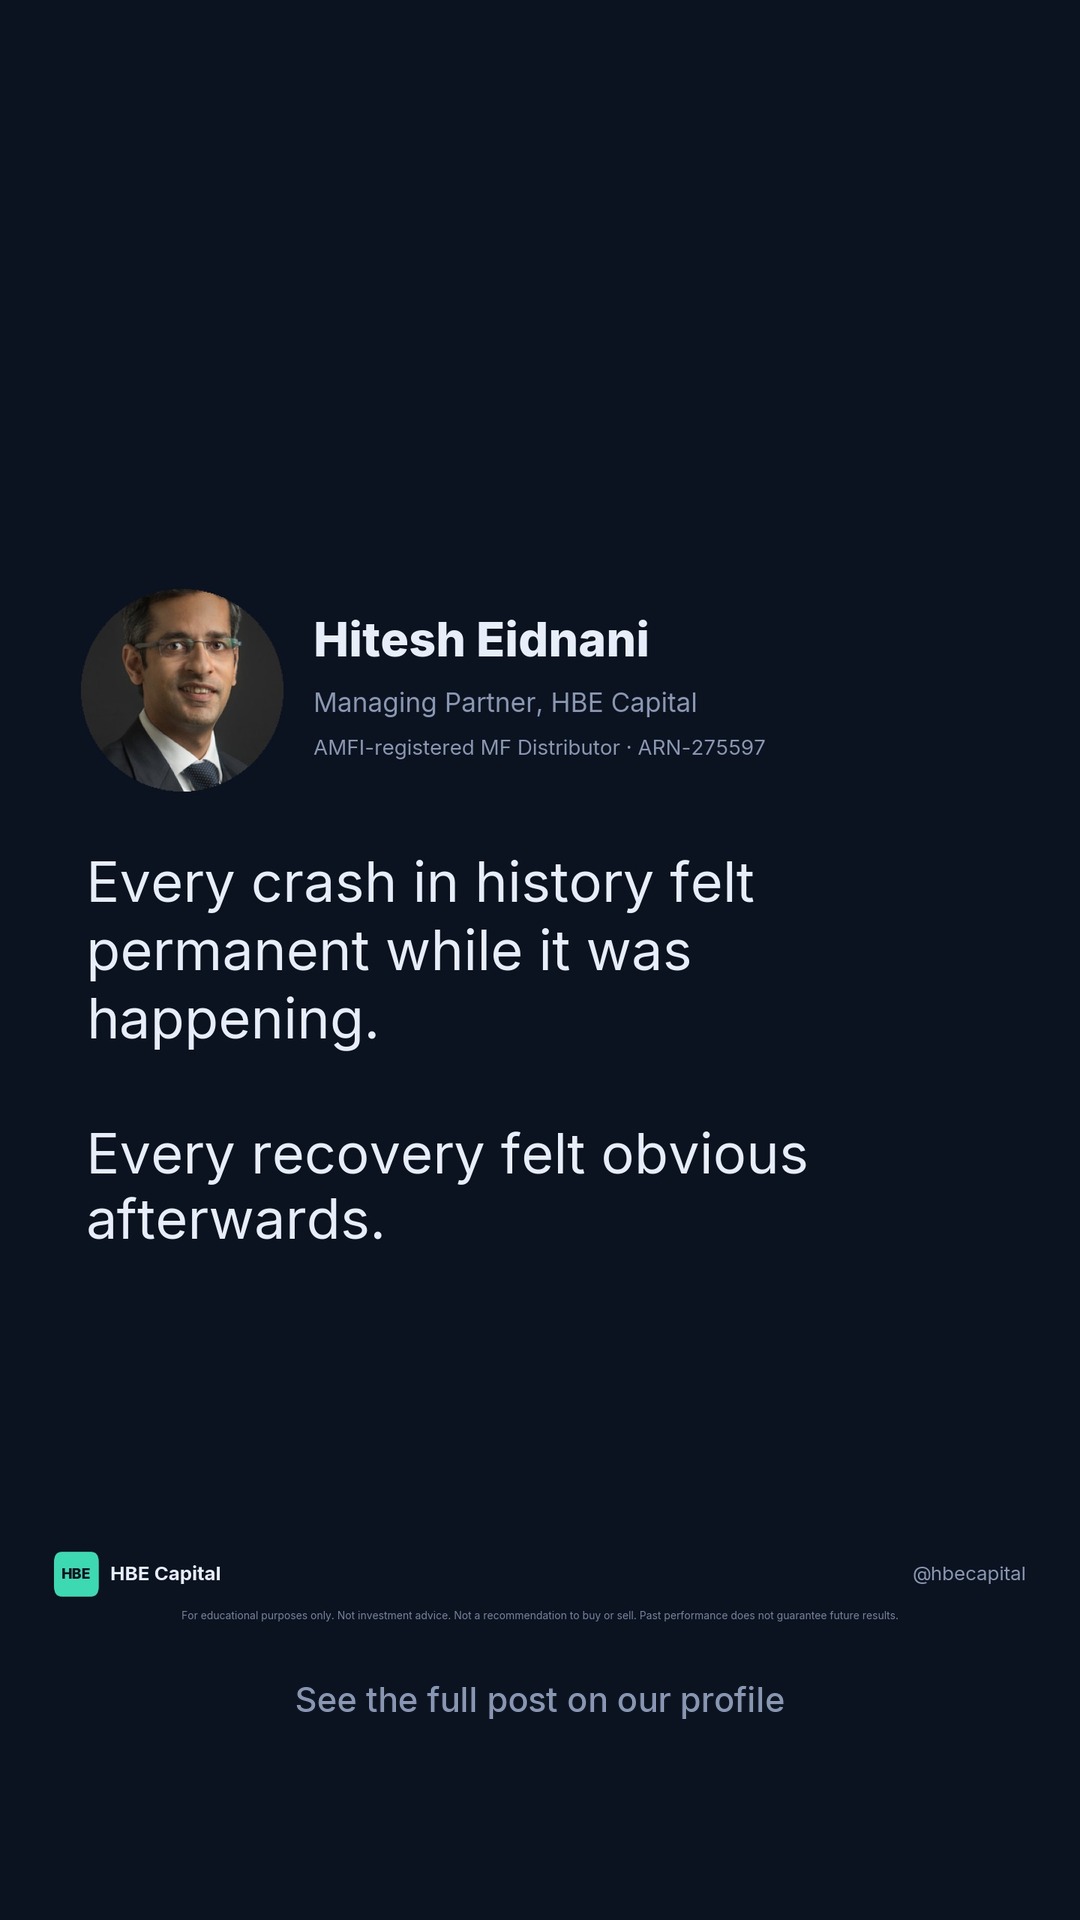 Hitesh Eidnani
Managing Partner, HBE Capital
AMFI-registered MF Distributor · ARN-275597
Every crash in history felt
permanent while it was
happening.
Every recovery felt obvious
afterwards.
HBE
HBE Capital
@hbecapital
For educational purposes only. Not investment advice. Not a recommendation to buy or sell. Past performance does not guarantee future results.
See the full post on our profile